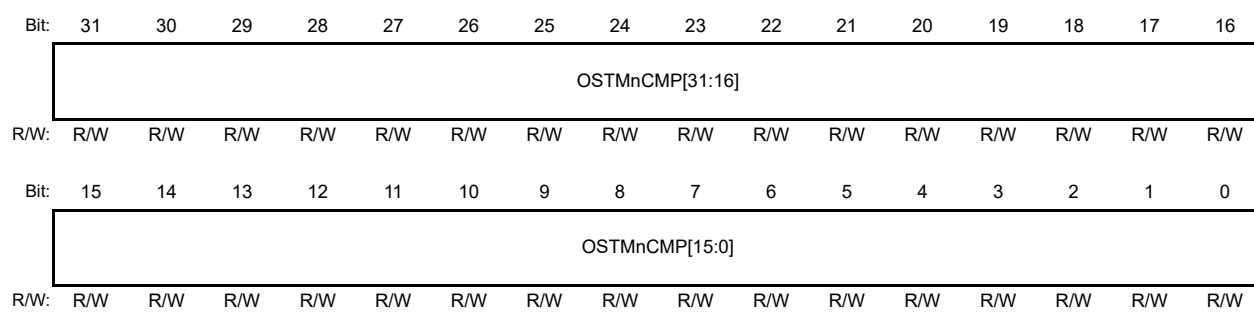 Bit: 31 30 29 28 27 26 25 24 23 22 21 20 19 18 17 16
OSTMnCMP[31:16]
R/W: R/W R/W R/W R/W R/W R/W R/W R/W R/W R/W R/W R/W R/W R/W R/W R/W
Bit: 15 14 13 12 11 10 9 8 7 6 5 4 3 2 1 0
OSTMnCMP[15:0]
R/W: R/W R/W R/W R/W R/W R/W R/W R/W R/W R/W R/W R/W R/W R/W R/W R/W